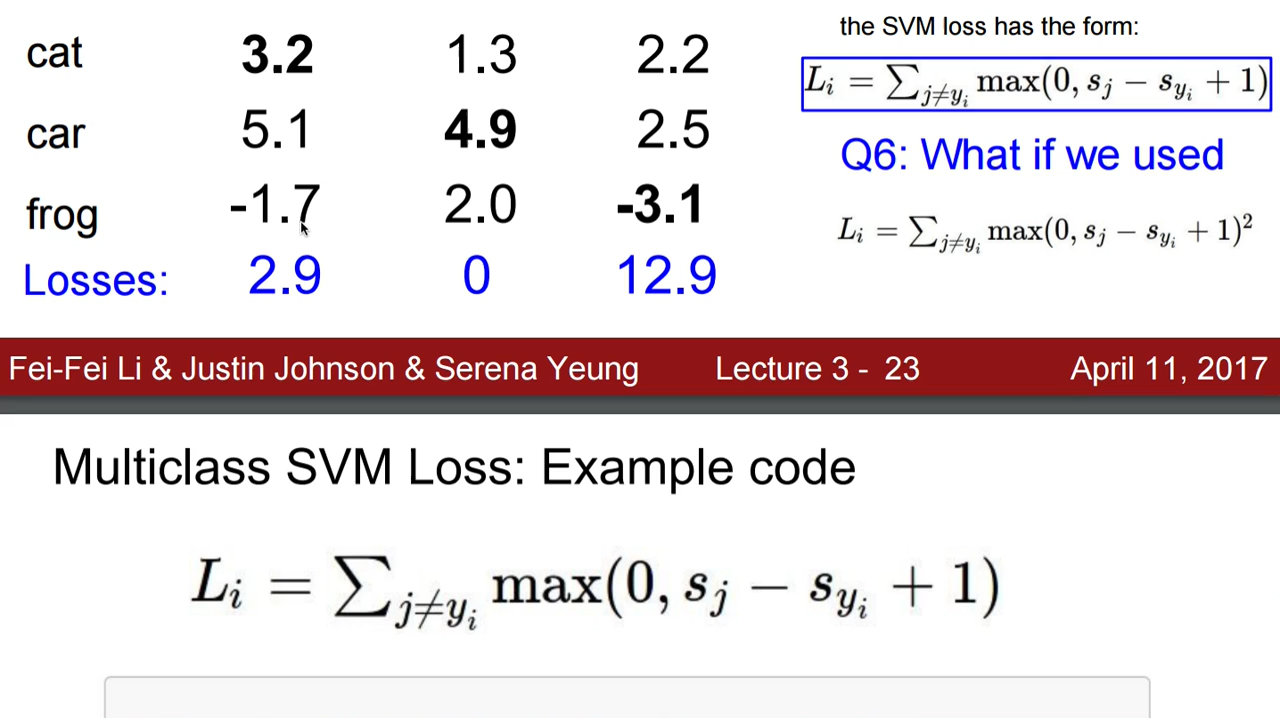 the SVM loss has the form:
cat 3.2 1.3 2.2
L_i = ∑_{j≠y_i} max(0, s_j − s_{y_i} + 1)
car 5.1 4.9 2.5
Q6: What if we used
frog -1.7 2.0 -3.1
L_i = ∑_{j≠y_i} max(0, s_j − s_{y_i} + 1)²
Losses: 2.9 0 12.9
Fei-Fei Li & Justin Johnson & Serena Yeung Lecture 3 - 23 April 11, 2017
Multiclass SVM Loss: Example code
L_i = ∑_{j≠y_i} max(0, s_j − s_{y_i} + 1)